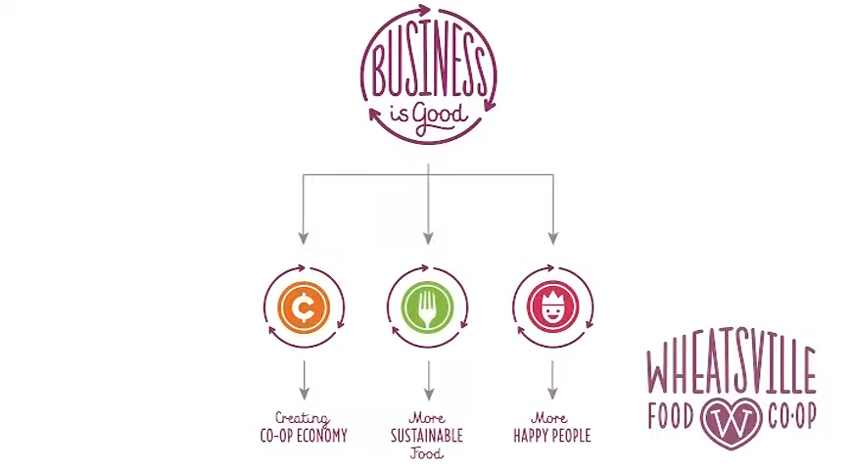 BUSINESS
is Good
¢
Creating
CO-OP ECONOMY
More
SUSTAINABLE
Food
More
HAPPY PEOPLE
WHEATSVILLE
FOOD W CO·OP